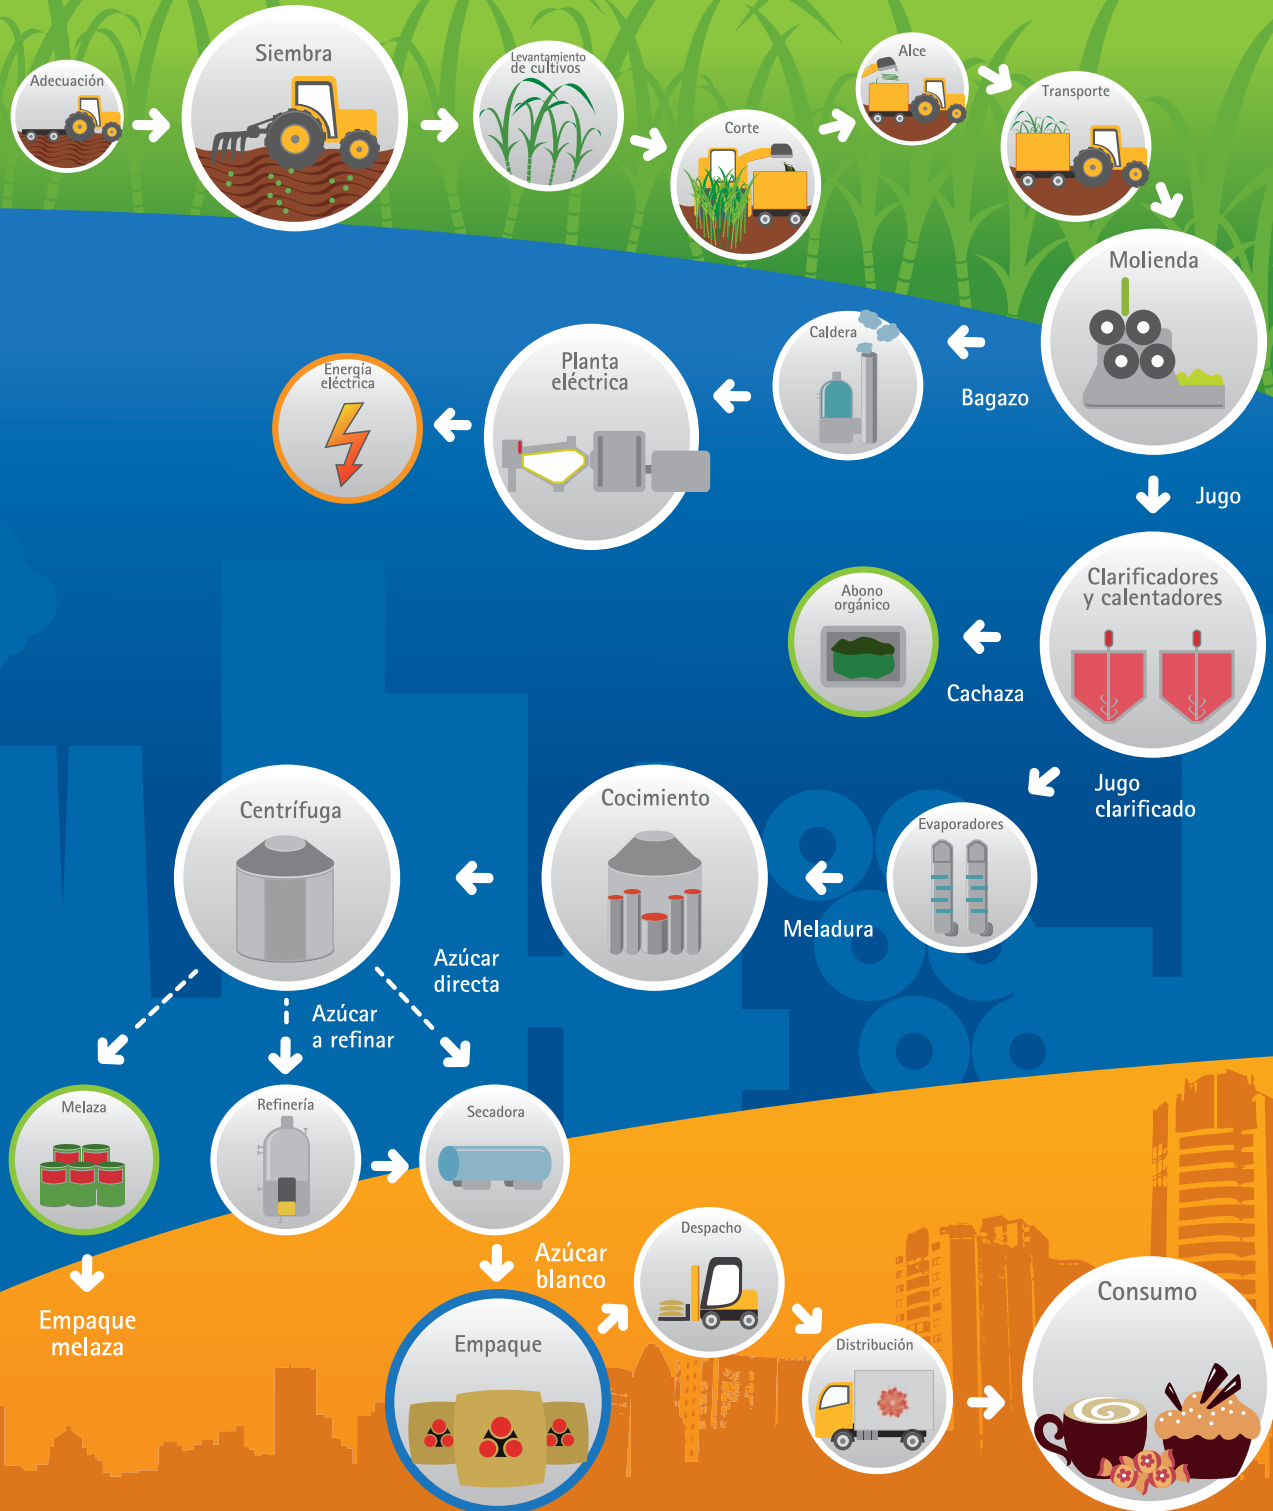 Adecuación
Siembra
Levantamiento
de cultivos
Corte
Alce
Transporte
Molienda
Bagazo
Caldera
Planta
eléctrica
Energía
eléctrica
Jugo
Clarificadores
y calentadores
Cachaza
Abono
orgánico
Jugo
clarificado
Evaporadores
Meladura
Cocimiento
Azúcar
directa
Centrífuga
Azúcar
a refinar
Melaza
Refinería
Secadora
Empaque
melaza
Azúcar
blanco
Empaque
Despacho
Distribución
Consumo